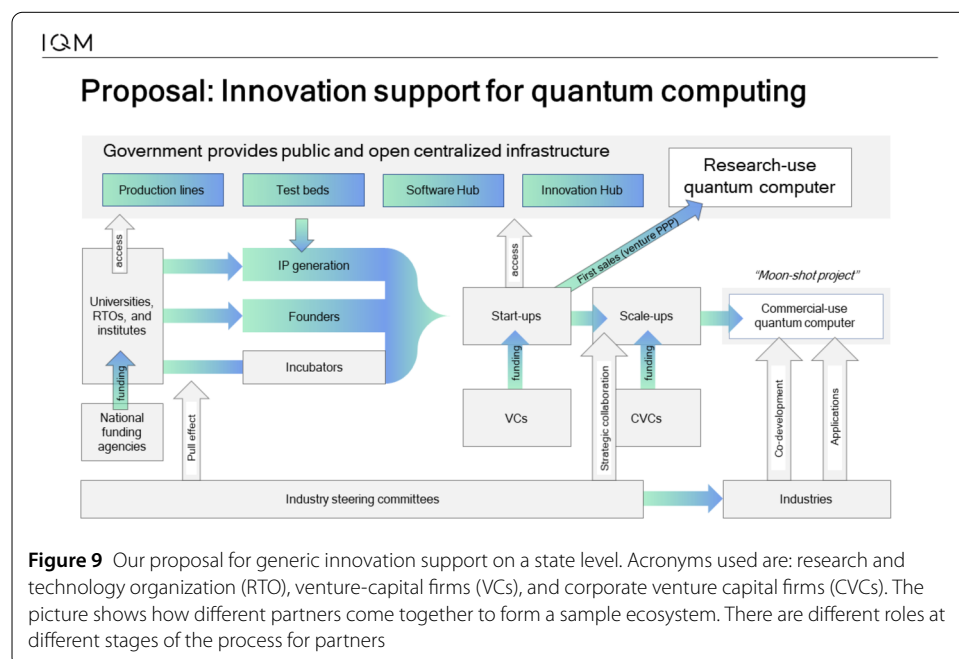 IQM
Proposal: Innovation support for quantum computing
Government provides public and open centralized infrastructure
Production lines
Test beds
Software Hub
Innovation Hub
Research-use
quantum computer
access
access
First sales (venture PPP)
"Moon-shot project"
Universities,
RTOs, and
institutes
IP generation
Founders
Incubators
Start-ups
Scale-ups
Commercial-use
quantum computer
funding
funding
funding
National
funding
agencies
Pull effect
VCs
Strategic collaboration
CVCs
Co-development
Applications
Industry steering committees
Industries
Figure 9 Our proposal for generic innovation support on a state level. Acronyms used are: research and
technology organization (RTO), venture-capital firms (VCs), and corporate venture capital firms (CVCs). The
picture shows how different partners come together to form a sample ecosystem. There are different roles at
different stages of the process for partners